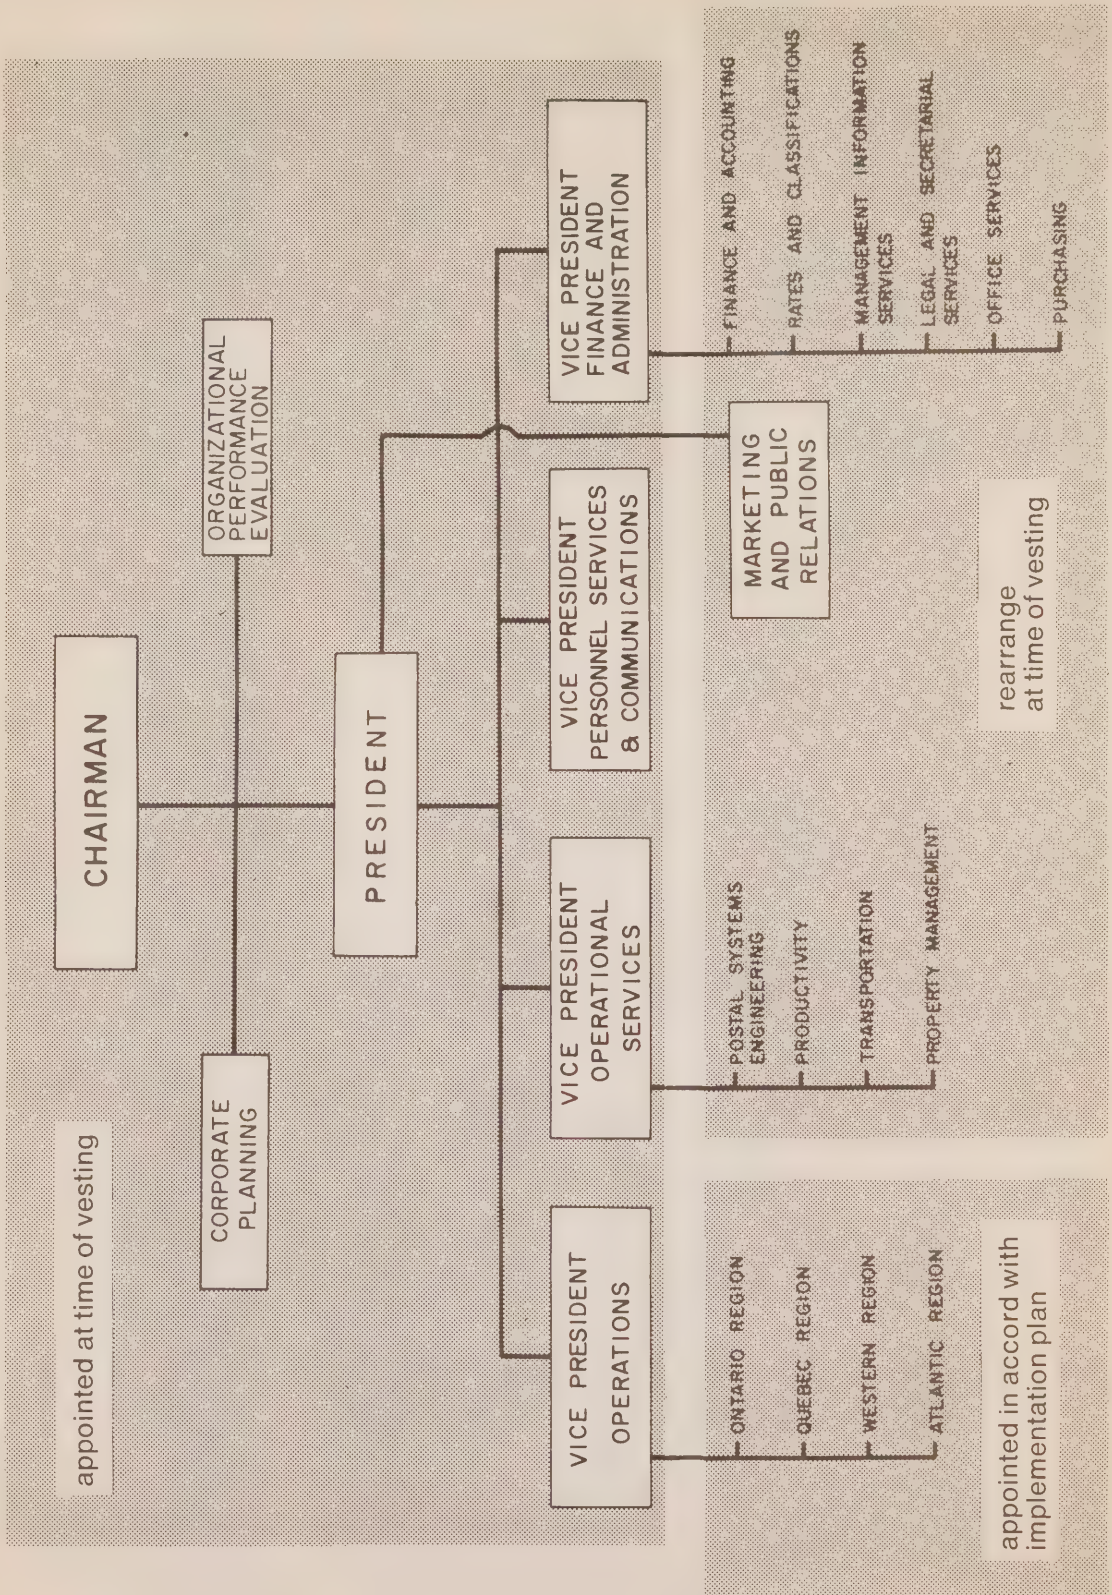 appointed at time of vesting
CHAIRMAN
CORPORATE
PLANNING
ORGANIZATIONAL
PERFORMANCE
EVALUATION
PRESIDENT
VICE PRESIDENT
OPERATIONS
VICE PRESIDENT
OPERATIONAL
SERVICES
VICE PRESIDENT
PERSONNEL SERVICES
& COMMUNICATIONS
VICE PRESIDENT
FINANCE AND
ADMINISTRATION
ONTARIO REGION
QUEBEC REGION
WESTERN REGION
ATLANTIC REGION
appointed in accord with
implementation plan
POSTAL SYSTEMS
ENGINEERING
PRODUCTIVITY
TRANSPORTATION
PROPERTY MANAGEMENT
MARKETING
AND PUBLIC
RELATIONS
rearrange
at time of vesting
FINANCE AND ACCOUNTING
RATES AND CLASSIFICATIONS
MANAGEMENT INFORMATION
SERVICES
LEGAL AND SECRETARIAL
SERVICES
OFFICE SERVICES
PURCHASING